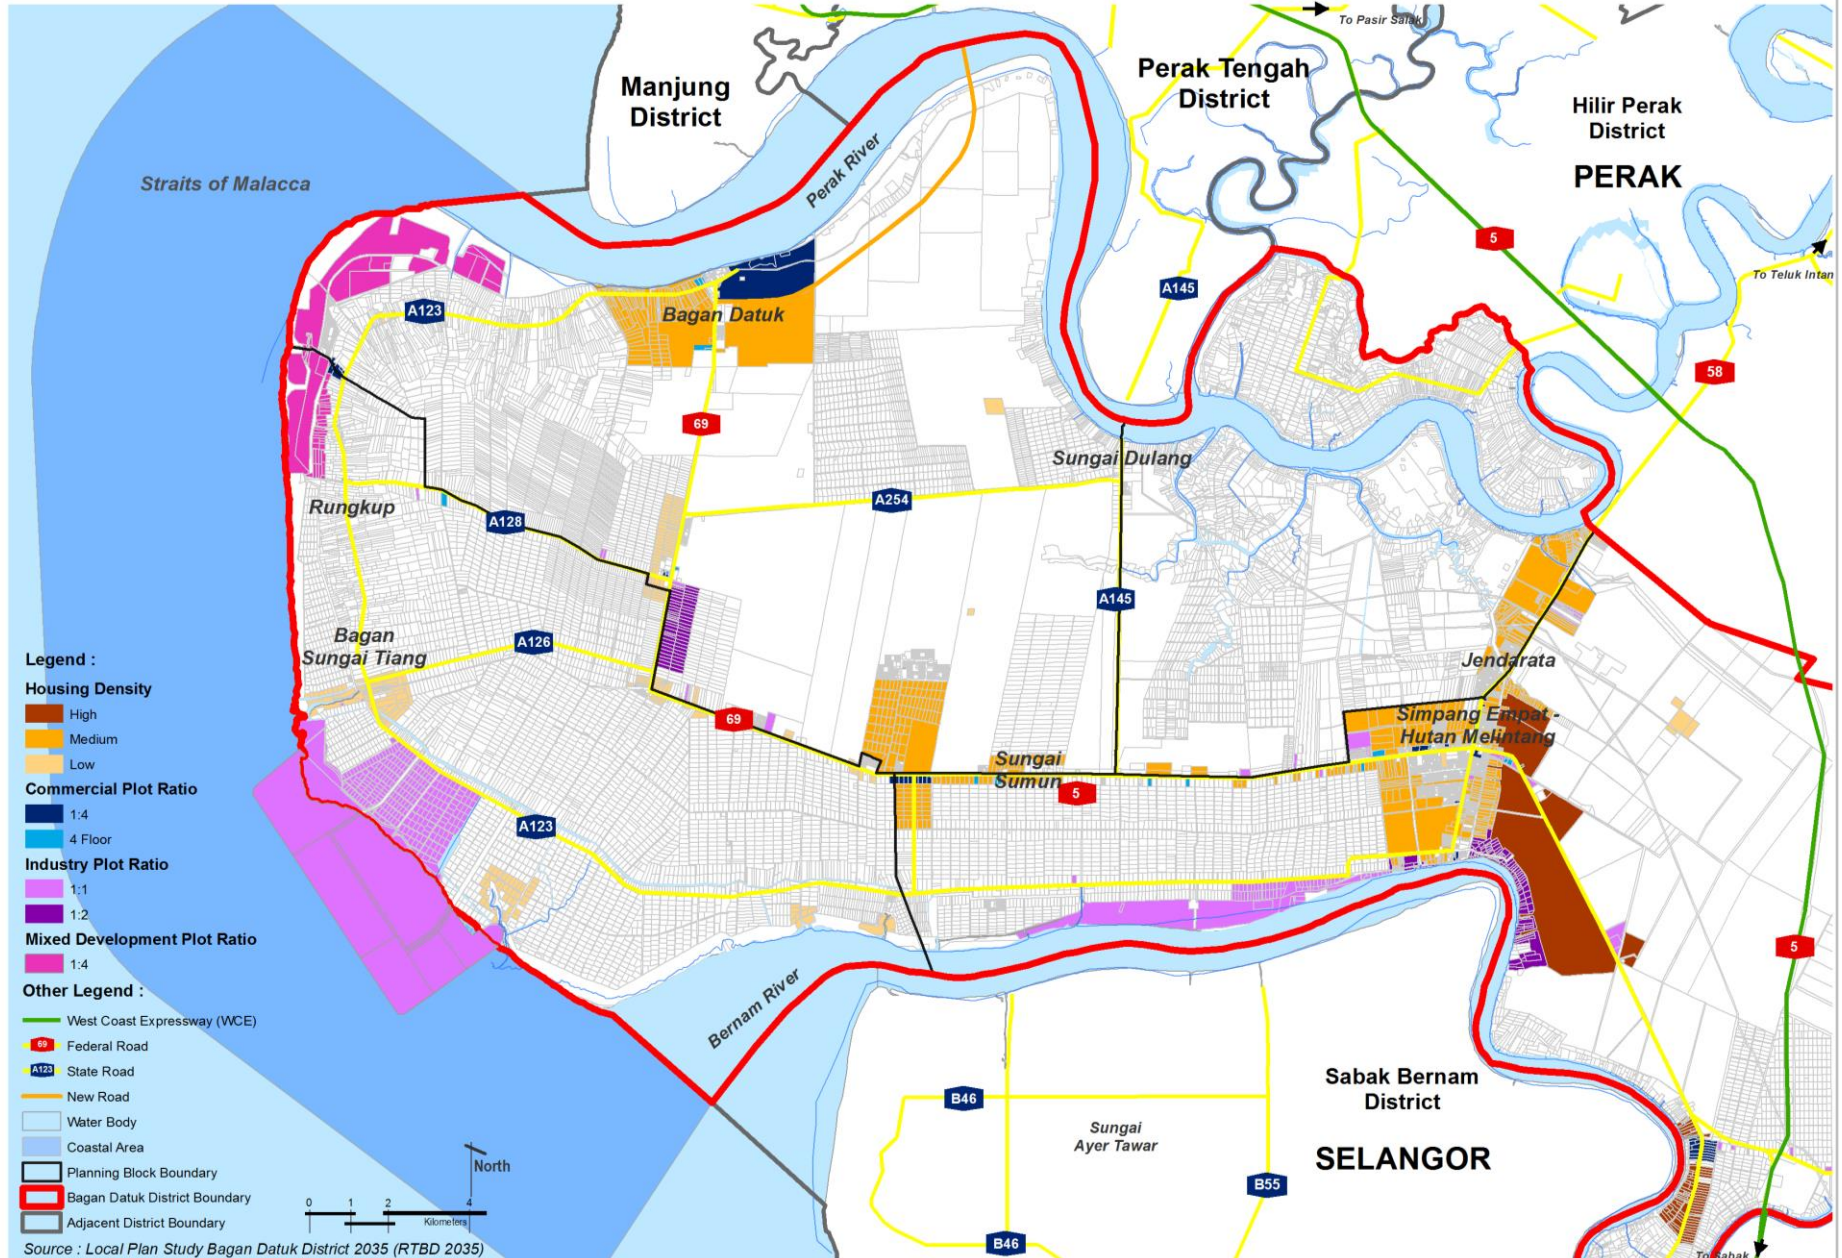 To Pasir Salak
Manjung
District
Perak Tengah
District
Hilir Perak
District
PERAK
Straits of Malacca
Perak River
5
To Teluk Intan
A145
A123
Bagan Datuk
58
69
Sungai Dulang
A254
Rungkup
A128
A145
Bagan
Sungai Tiang
A126
Jendarata
69
Simpang Empat -
Hutan Melintang
Sungai
Sumun
5
A123
5
Bernam River
B46
Sungai
Ayer Tawar
Sabak Bernam
District
SELANGOR
B55
B46
To Sabak
Legend :
Housing Density
High
Medium
Low
Commercial Plot Ratio
1:4
4 Floor
Industry Plot Ratio
1:1
1:2
Mixed Development Plot Ratio
1:4
Other Legend :
West Coast Expressway (WCE)
69 Federal Road
A123 State Road
New Road
Water Body
Coastal Area
Planning Block Boundary
Bagan Datuk District Boundary
Adjacent District Boundary
North
0 1 2 4
Kilometers
Source : Local Plan Study Bagan Datuk District 2035 (RTBD 2035)